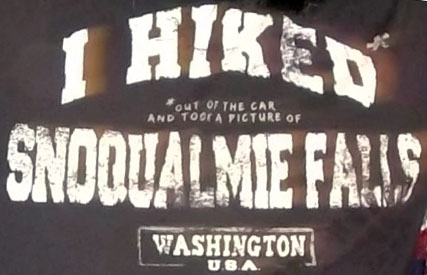 I HIKED*
*OUT OF THE CAR
AND TOOK A PICTURE OF
SNOQUALMIE FALLS
WASHINGTON
U.S.A